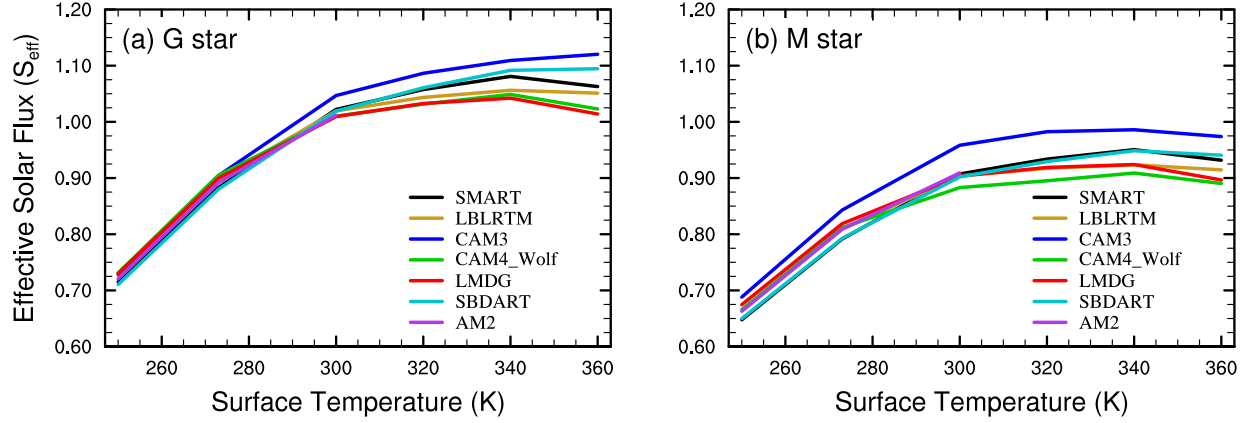 (a) G star
Effective Solar Flux (S_eff)
1.20
1.10
1.00
0.90
0.80
0.70
0.60
SMART
LBLRTM
CAM3
CAM4_Wolf
LMDG
SBDART
AM2
260 280 300 320 340 360
Surface Temperature (K)
(b) M star
1.20
1.10
1.00
0.90
0.80
0.70
0.60
SMART
LBLRTM
CAM3
CAM4_Wolf
LMDG
SBDART
AM2
260 280 300 320 340 360
Surface Temperature (K)